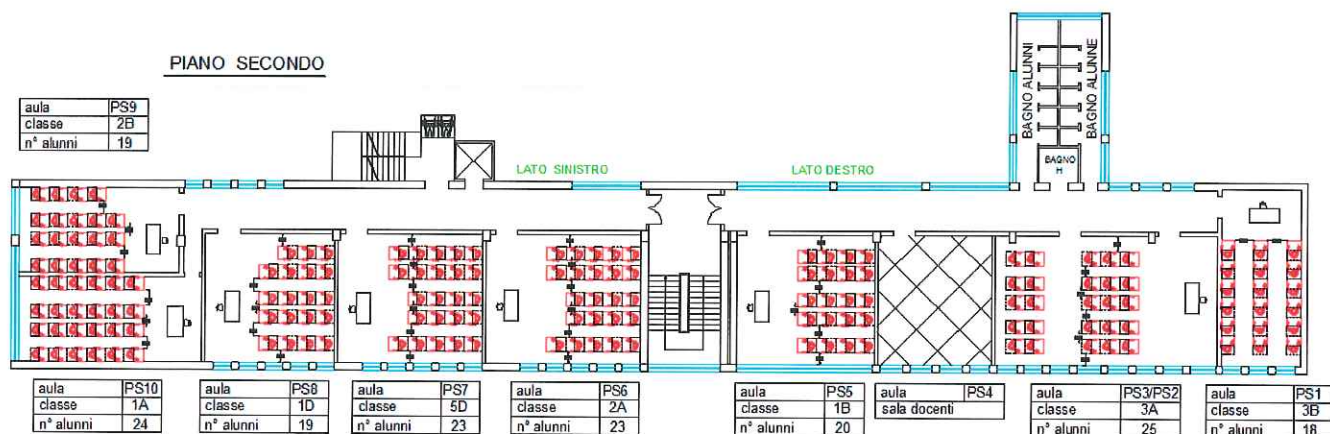 PIANO SECONDO
aula PS9
classe 2B
n° alunni 19
LATO SINISTRO
LATO DESTRO
BAGNO ALUNNI
BAGNO ALUNNE
BAGNO
H
aula PS10
classe 1A
n° alunni 24
aula PS8
classe 1D
n° alunni 19
aula PS7
classe 5D
n° alunni 23
aula PS6
classe 2A
n° alunni 23
aula PS5
classe 1B
n° alunni 20
aula PS4
sala docenti
aula PS3/PS2
classe 3A
n° alunni 25
aula PS1
classe 3B
n° alunni 18